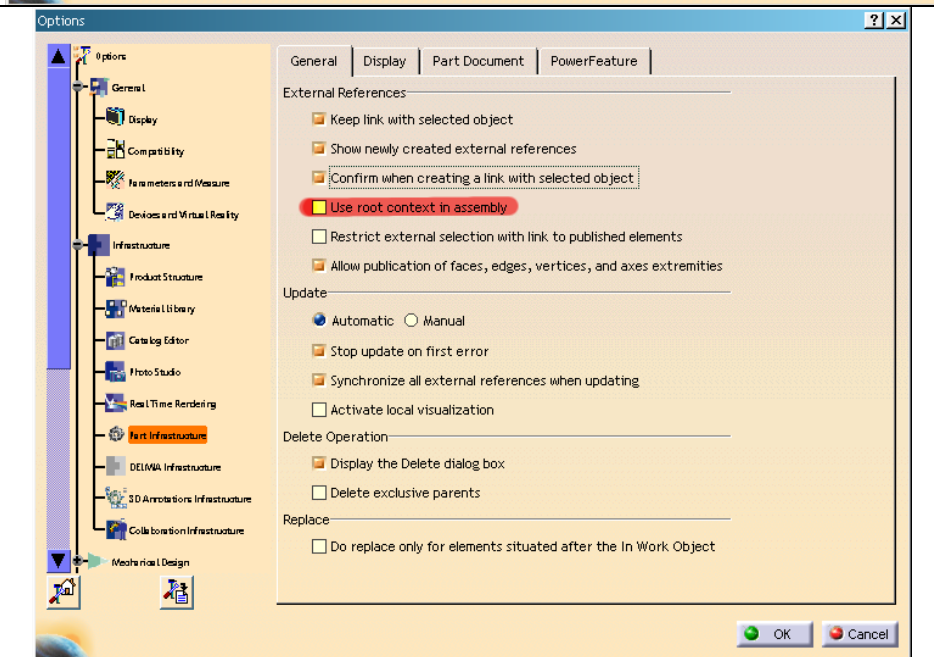 Options
Options
General
Display
Compatibility
Parameters and Measure
Devices and Virtual Reality
Infrastructure
Product Structure
Material Library
Catalog Editor
Photo Studio
Real Time Rendering
Part Infrastructure
DELMIA Infrastructure
3D Annotations Infrastructure
Collaboration Infrastructure
Mechanical Design
General Display Part Document PowerFeature
External References
Keep link with selected object
Show newly created external references
Confirm when creating a link with selected object
Use root context in assembly
Restrict external selection with link to published elements
Allow publication of faces, edges, vertices, and axes extremities
Update
Automatic Manual
Stop update on first error
Synchronize all external references when updating
Activate local visualization
Delete Operation
Display the Delete dialog box
Delete exclusive parents
Replace
Do replace only for elements situated after the In Work Object
OK Cancel